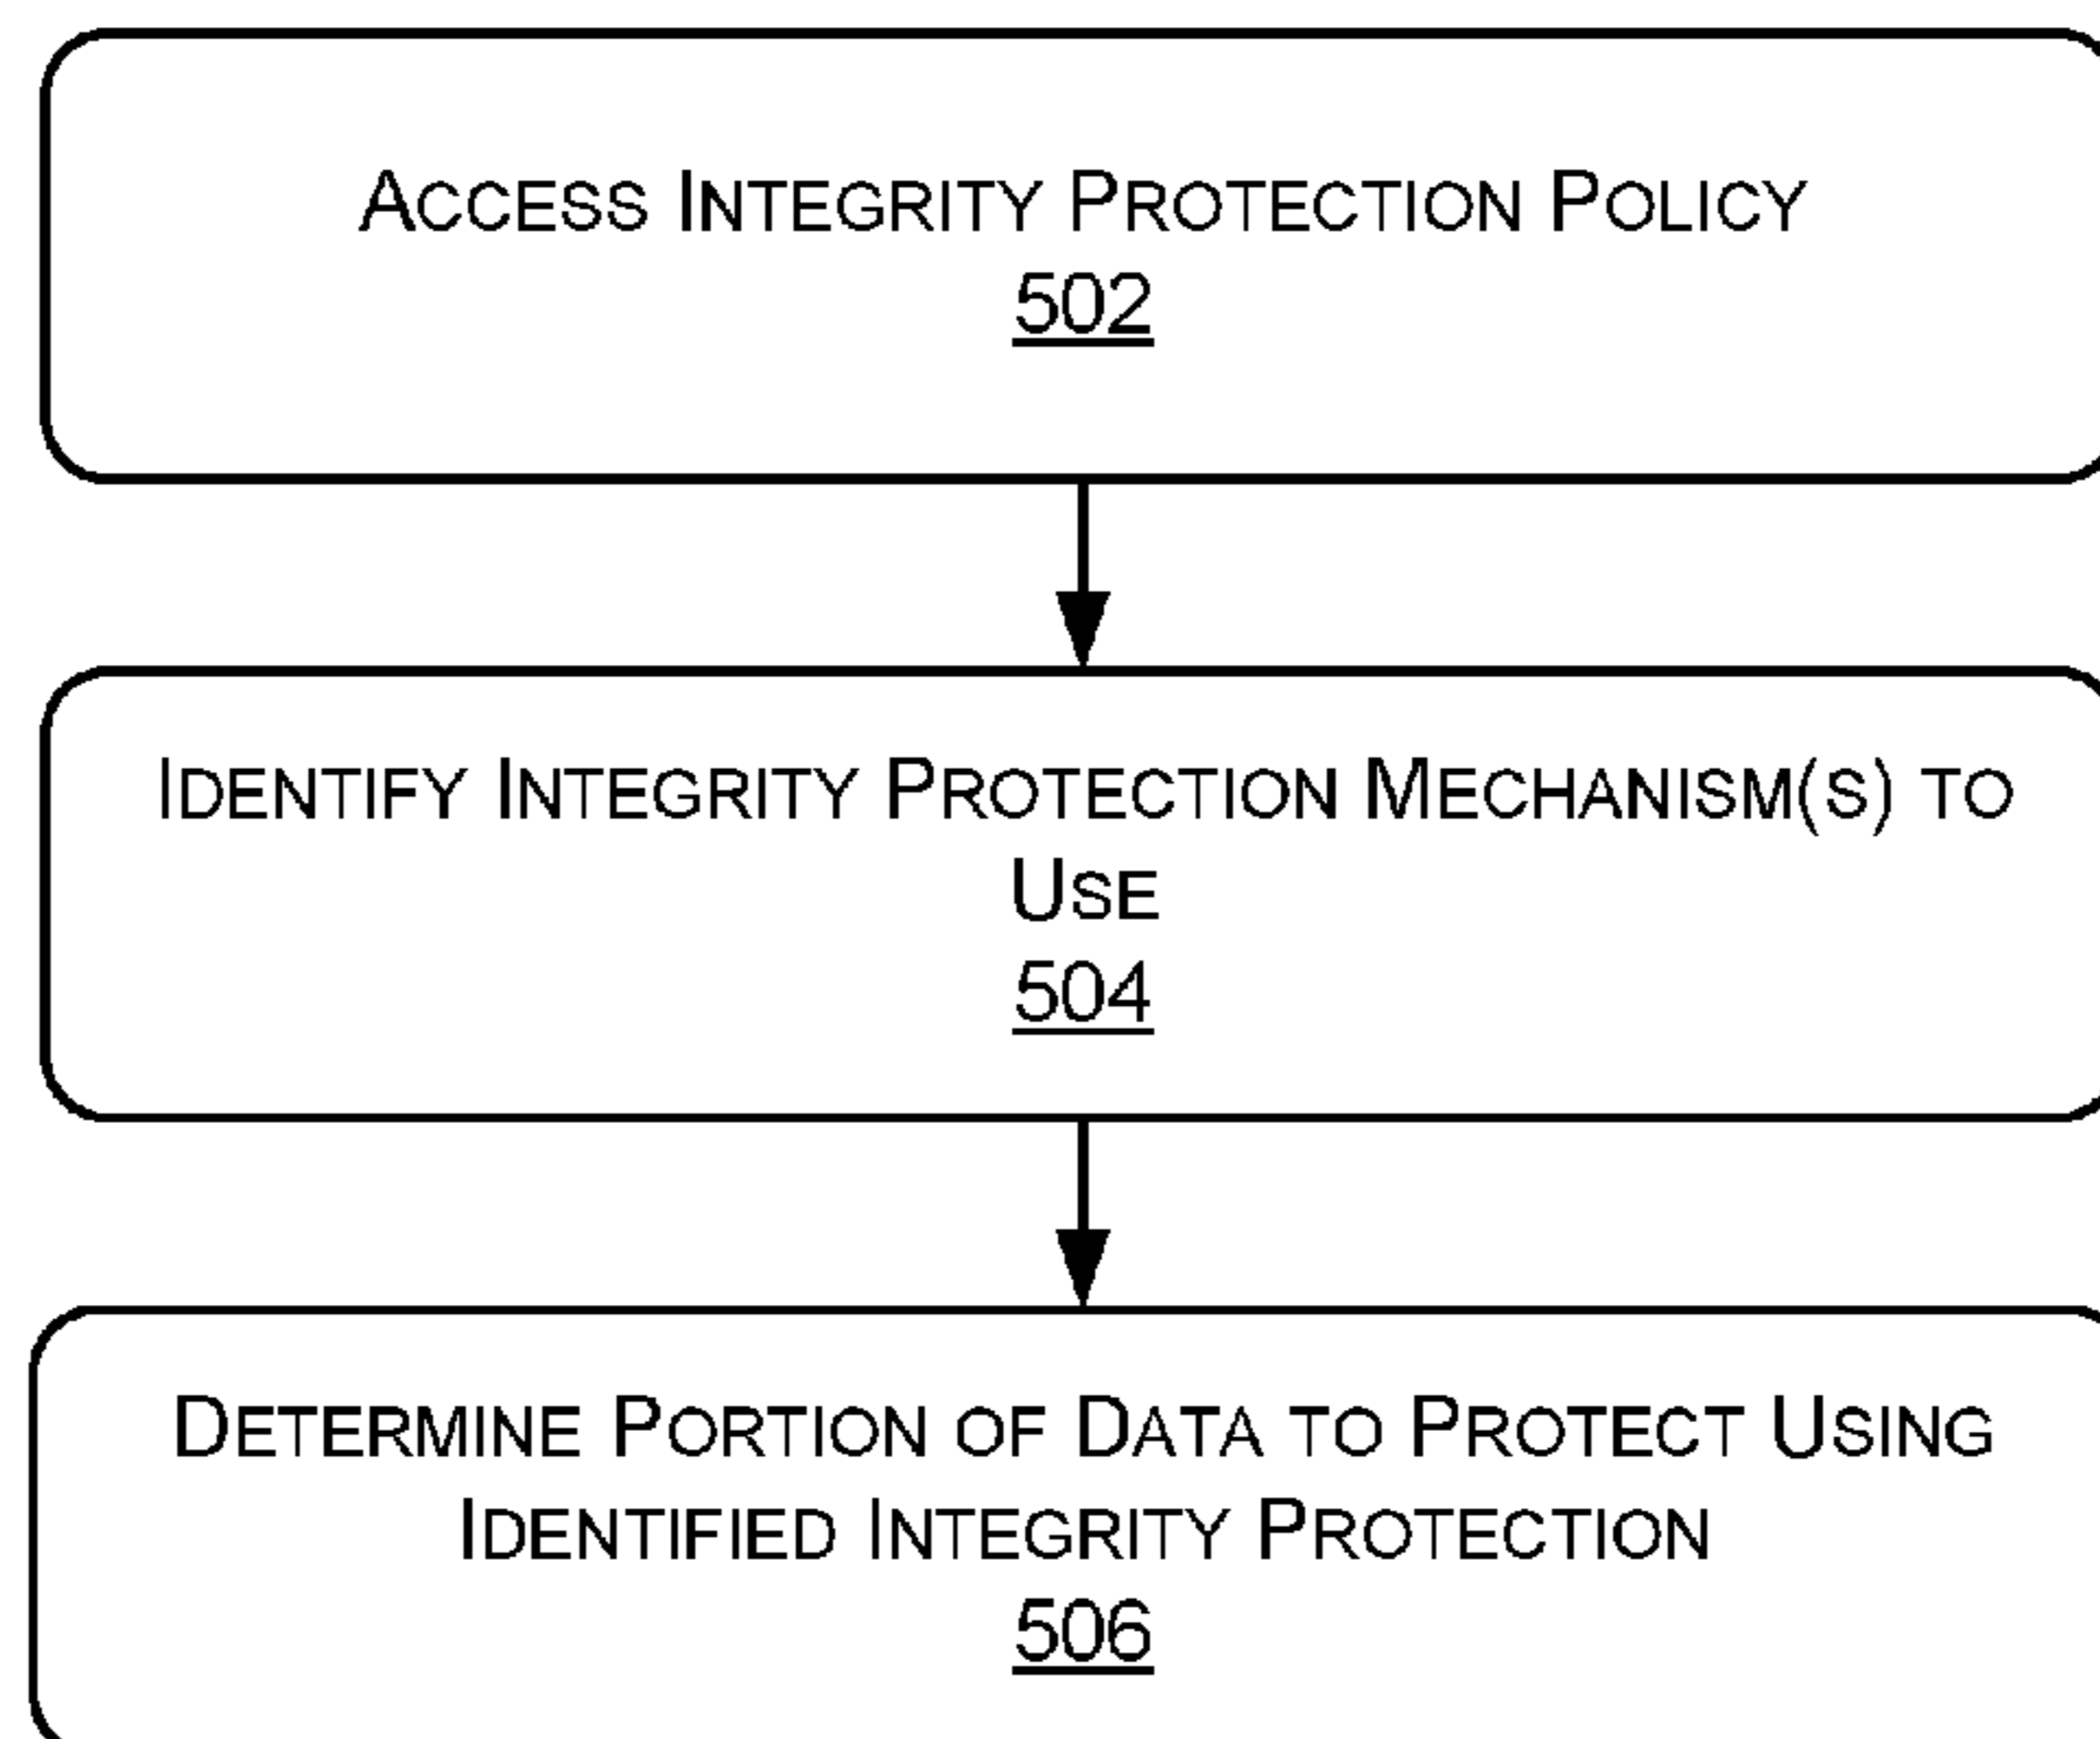 ACCESS INTEGRITY PROTECTION POLICY
502
IDENTIFY INTEGRITY PROTECTION MECHANISM(S) TO
USE
504
DETERMINE PORTION OF DATA TO PROTECT USING
IDENTIFIED INTEGRITY PROTECTION
506